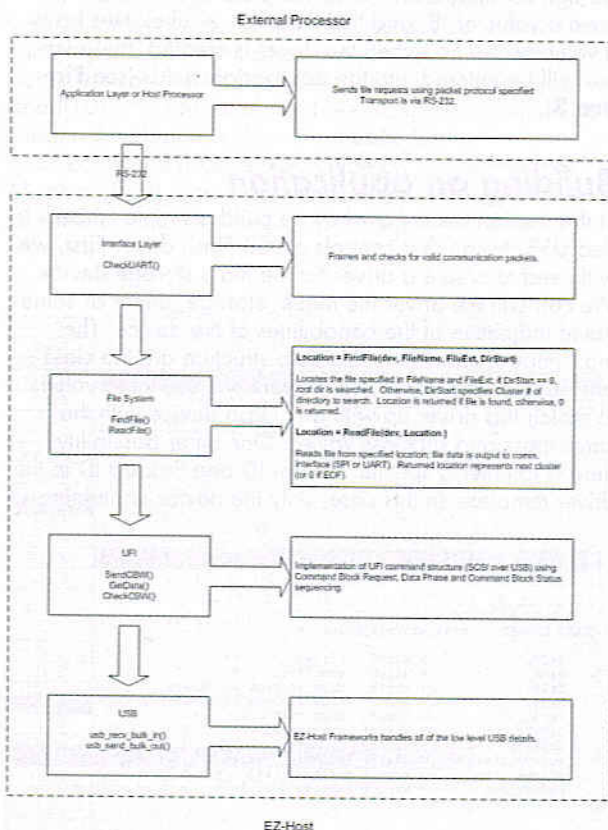 External Processor
Application Layer or Host Processor
Sends file requests using packet protocol specified
Transport is via RS-232.
RS-232
Interface Layer
CheckUART()
Frames and checks for valid communication packets.
File System
FindFile()
ReadFile()
Location = FindFile(dev, FileName, FileExt, DirStart)
Locates the file specified in FileName and FileExt; if DirStart == 0,
root dir is searched. Otherwise, DirStart specifies Cluster # of
directory to search. Location is returned if file is found, otherwise, 0
is returned.
Location = ReadFile(dev, Locat)
Reads file from specified location; file data is output to comm.
interface (SPI or UART). Returned location represents next cluster
(or 0 if EOF).
UFI
SendCBW()
GetData()
CheckCSW()
Implementation of UFI command structure (SCSI over USB) using
Command Block Request, Data Phase and Command Block Status
sequencing.
USB
usb_recv_bulk_in()
usb_send_bulk_out()
EZ-Host Frameworks handles all of the low level USB details.
EZ-Host